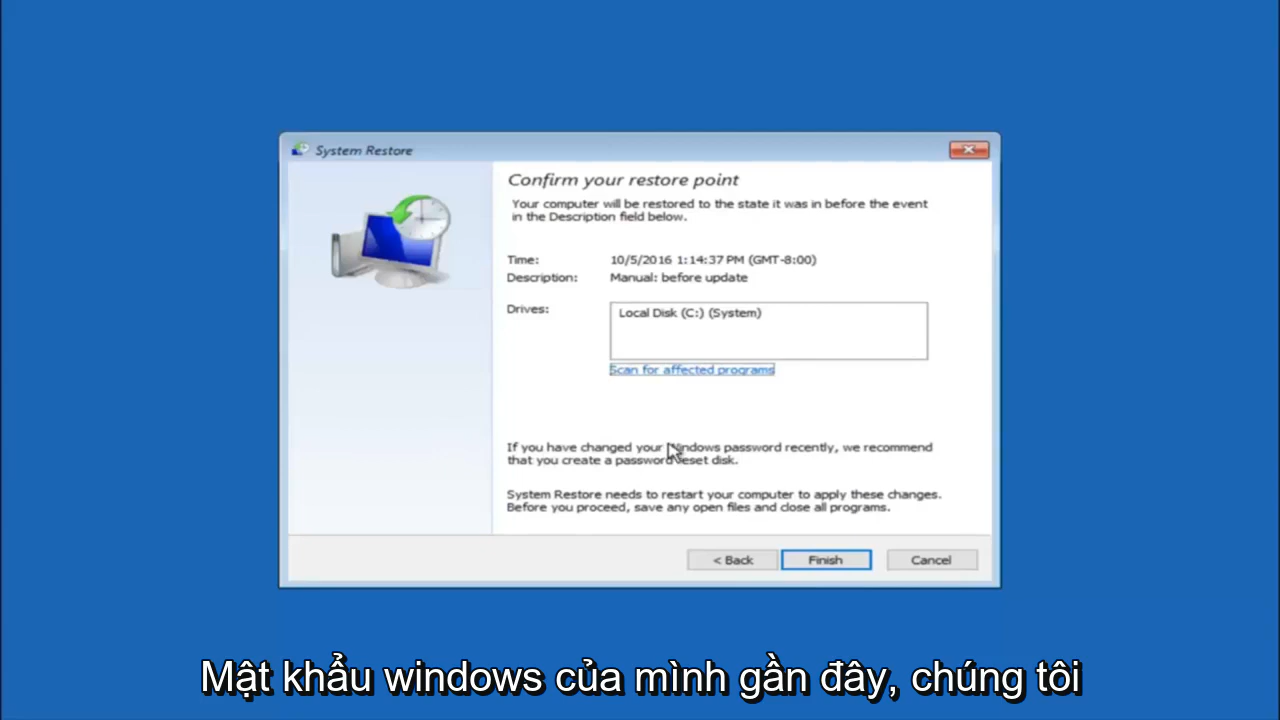 System Restore
Confirm your restore point
Your computer will be restored to the state it was in before the event
in the Description field below.
Time: 10/5/2016 1:14:37 PM (GMT-8:00)
Description: Manual: before update
Drives: Local Disk (C:) (System)
Scan for affected programs
If you have changed your Windows password recently, we recommend
that you create a password reset disk.
System Restore needs to restart your computer to apply these changes.
Before you proceed, save any open files and close all programs.
< Back Finish Cancel
Mật khẩu windows của mình gần đây, chúng tôi